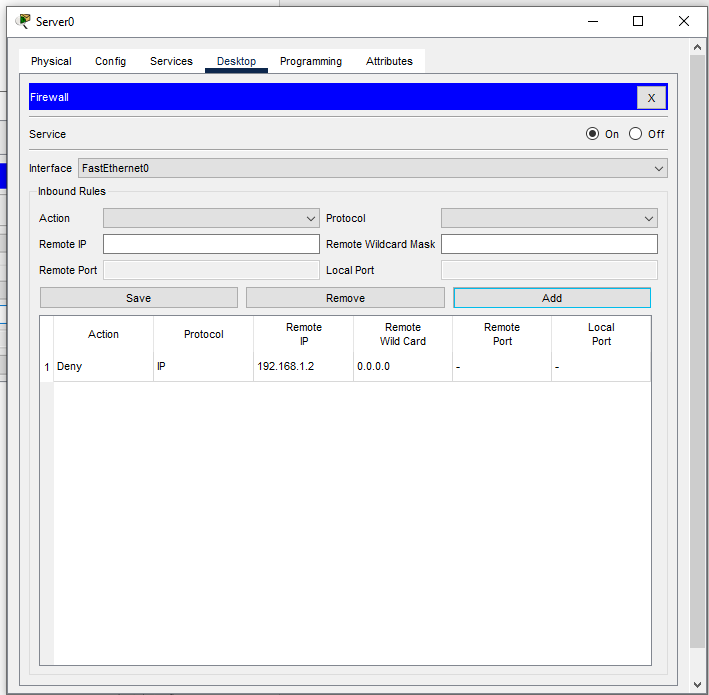 Server0
Physical Config Services Desktop Programming Attributes
Firewall X
Service On Off
Interface FastEthernet0
Inbound Rules
Action Protocol
Remote IP Remote Wildcard Mask
Remote Port Local Port
Save Remove Add
Action Protocol Remote IP Remote Wild Card Remote Port Local Port
1 Deny IP 192.168.1.2 0.0.0.0 - -